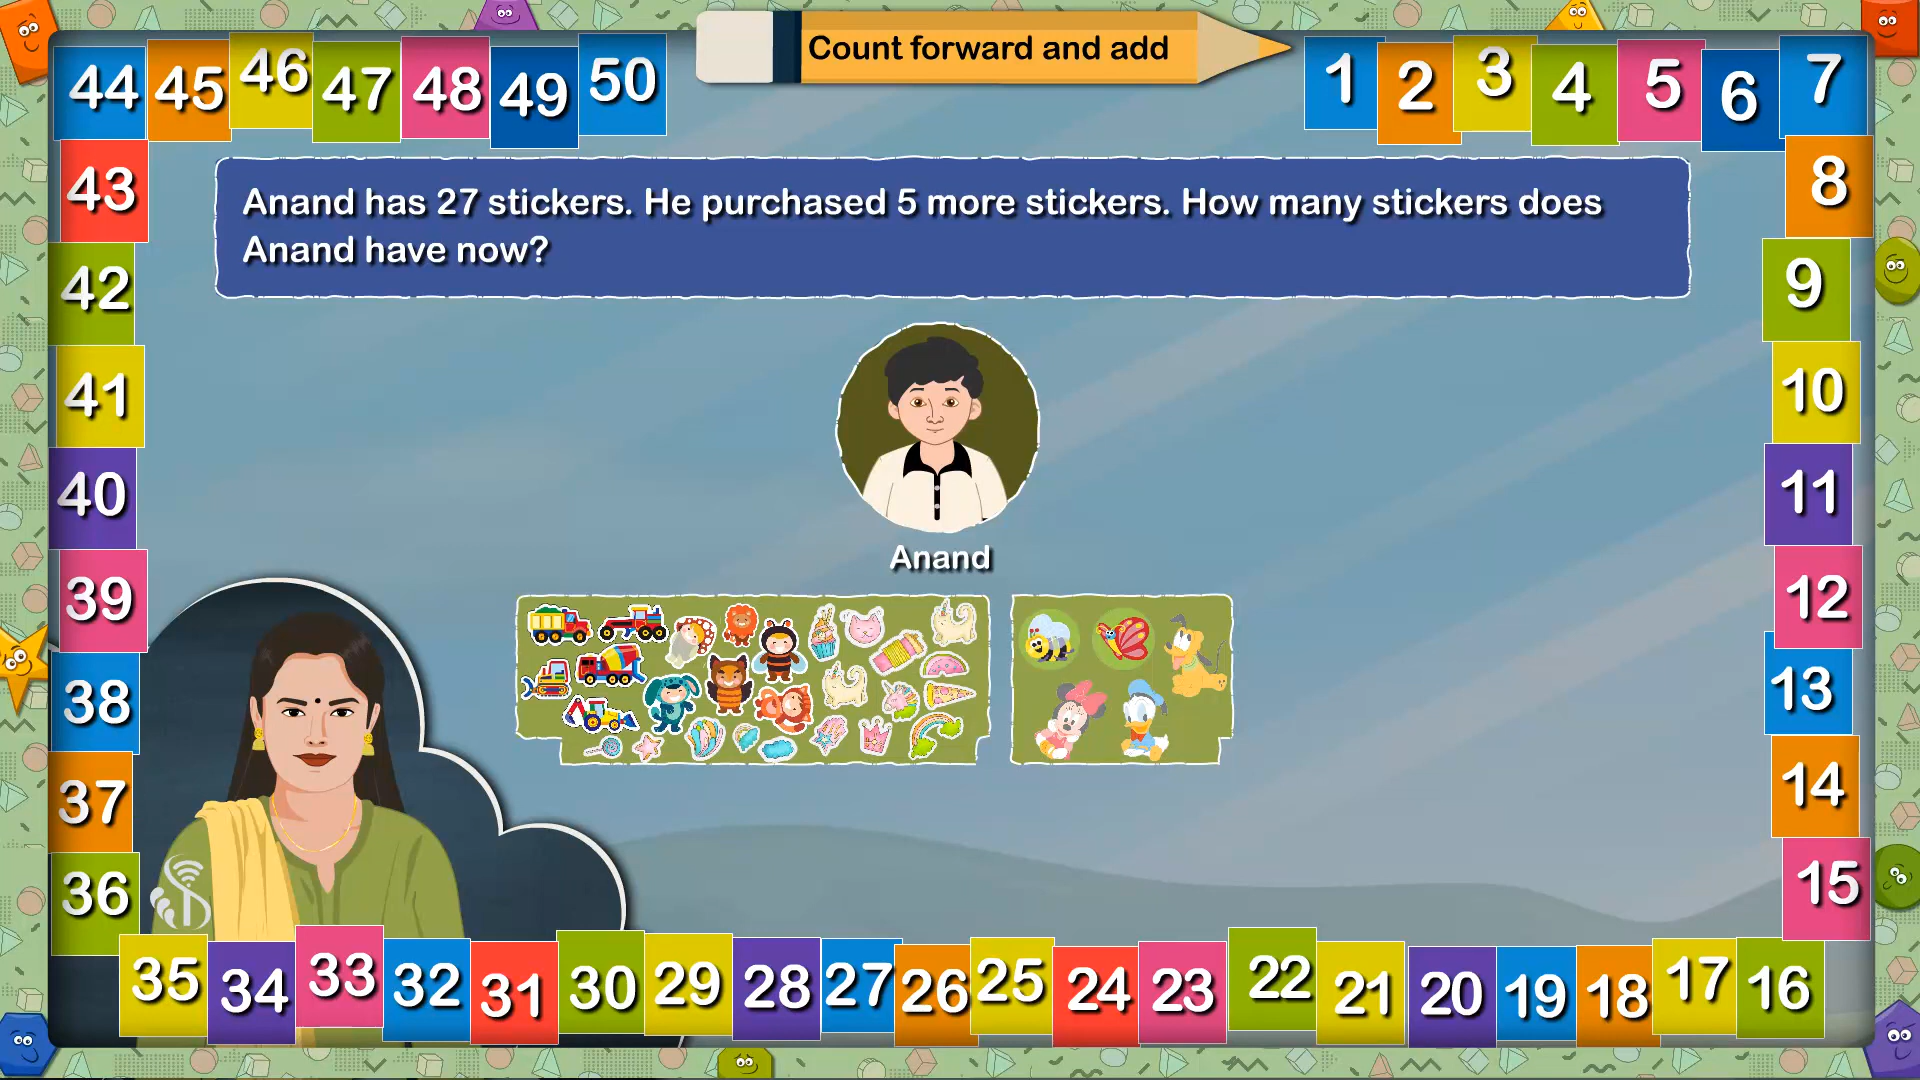 Count forward and add
44 45 46 47 48 49 50
1 2 3 4 5 6 7
43
8
Anand has 27 stickers. He purchased 5 more stickers. How many stickers does
Anand have now?
42
9
41
10
40
11
Anand
39
12
38
13
37
14
36
15
35 34 33 32 31 30 29 28 27 26 25 24 23 22 21 20 19 18 17 16